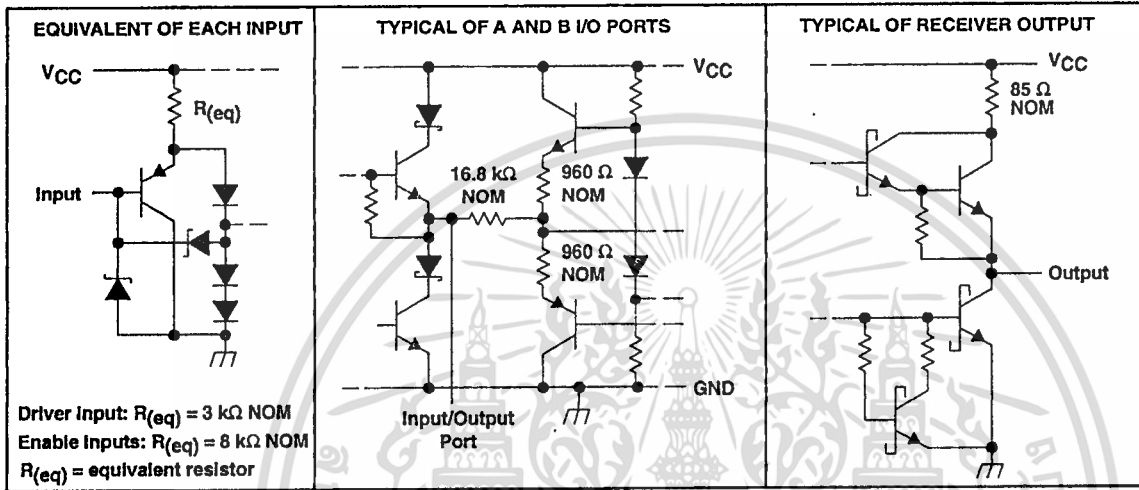 EQUIVALENT OF EACH INPUT
VCC
R(eq)
Input
Driver Input: R(eq) = 3 kΩ NOM
Enable Inputs: R(eq) = 8 kΩ NOM
R(eq) = equivalent resistor
TYPICAL OF A AND B I/O PORTS
VCC
16.8 kΩ
NOM
960 Ω
NOM
960 Ω
NOM
GND
Input/Output
Port
TYPICAL OF RECEIVER OUTPUT
VCC
85 Ω
NOM
Output